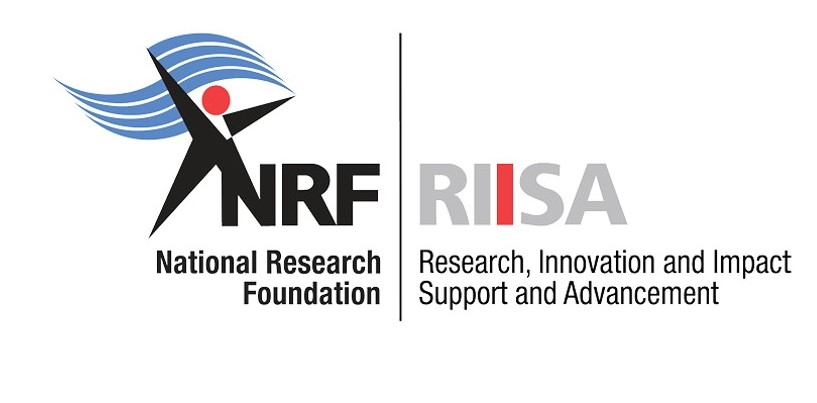 NRF
National Research
Foundation
RIISA
Research, Innovation and Impact
Support and Advancement